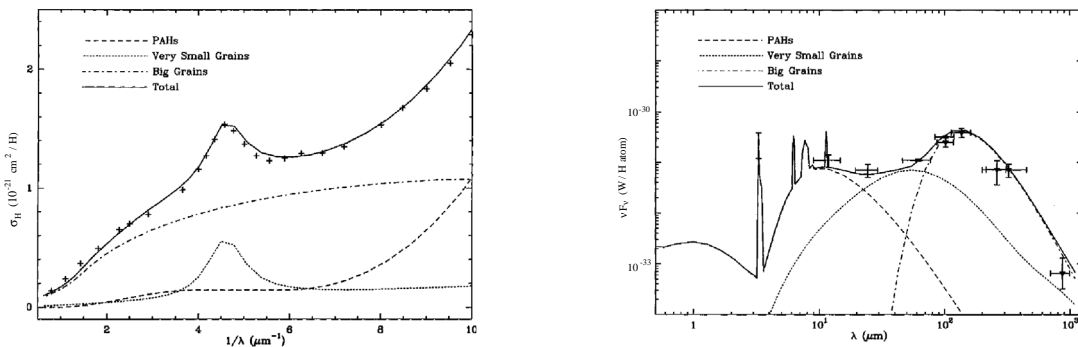 PAHs
Very Small Grains
Big Grains
Total
2
1
0
σH (10⁻²¹ cm² / H)
2
4
6
8
10
1/λ (μm⁻¹)
PAHs
Very Small Grains
Big Grains
Total
10⁻³⁰
10⁻³³
νFν (W/ H atom)
1
10¹
10²
10³
λ (μm)